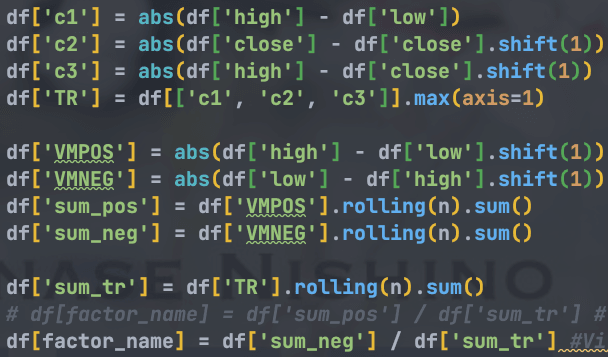 df['c1'] = abs(df['high'] - df['low'])
df['c2'] = abs(df['close'] - df['close'].shift(1))
df['c3'] = abs(df['high'] - df['close'].shift(1))
df['TR'] = df[['c1', 'c2', 'c3']].max(axis=1)
df['VMPOS'] = abs(df['high'] - df['low'].shift(1))
df['VMNEG'] = abs(df['low'] - df['high'].shift(1))
df['sum_pos'] = df['VMPOS'].rolling(n).sum()
df['sum_neg'] = df['VMNEG'].rolling(n).sum()
NASE NISHINO
df['sum_tr'] = df['TR'].rolling(n).sum()
# df[factor_name] = df['sum_pos'] / df['sum_tr'] #
df[factor_name] = df['sum_neg'] / df['sum_tr'] #Vi